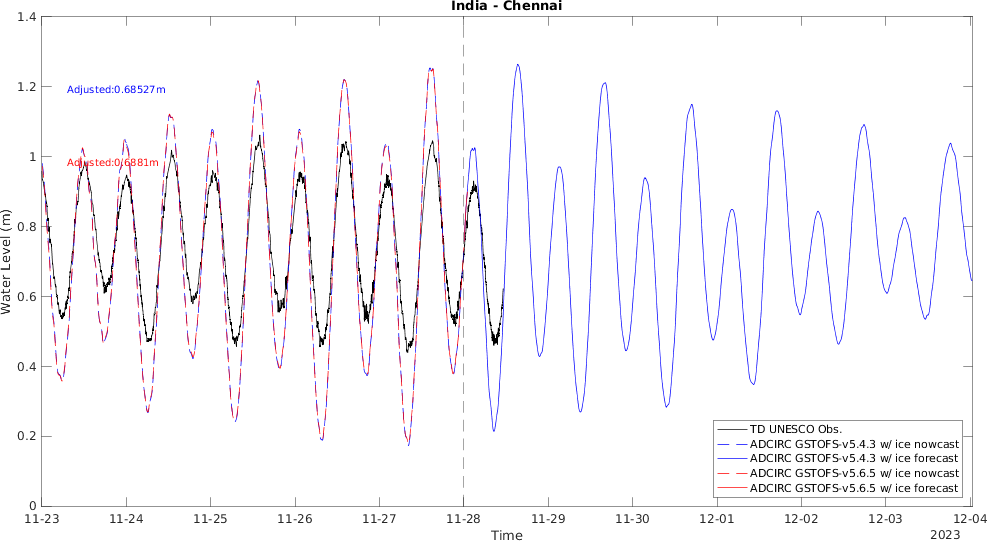 India - Chennai
1.4
1.2
1
0.8
0.6
0.4
0.2
0
Water Level (m)
Adjusted:0.68527m
Adjusted:0.6881m
TD UNESCO Obs.
ADCIRC GSTOFS-v5.4.3 w/ ice nowcast
ADCIRC GSTOFS-v5.4.3 w/ ice forecast
ADCIRC GSTOFS-v5.6.5 w/ ice nowcast
ADCIRC GSTOFS-v5.6.5 w/ ice forecast
11-23 11-24 11-25 11-26 11-27 11-28 11-29 11-30 12-01 12-02 12-03 12-04
Time
2023